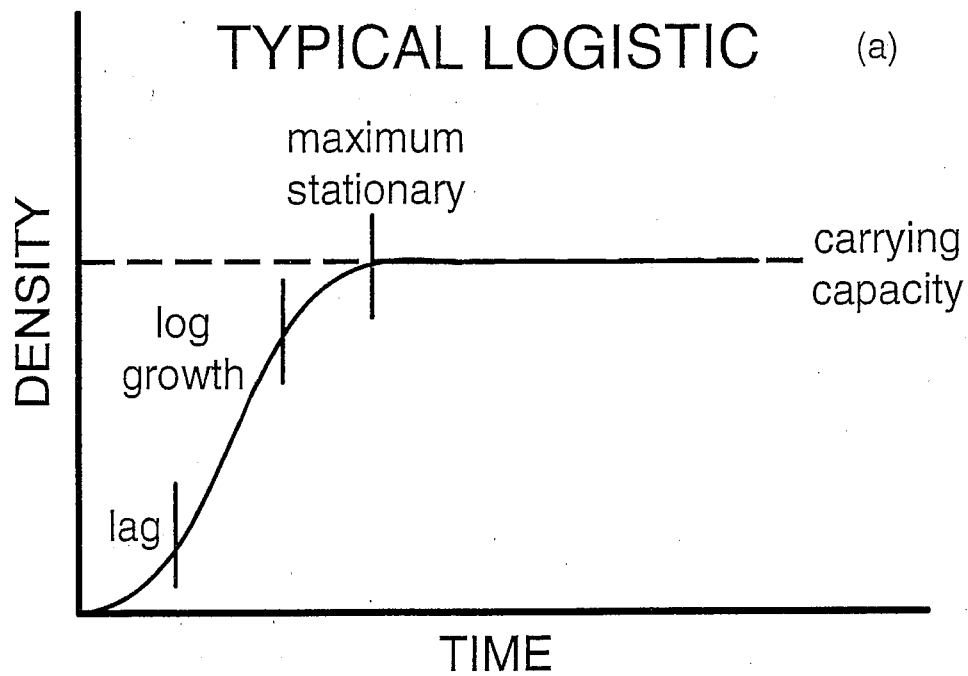 TYPICAL LOGISTIC (a)
maximum
stationary
carrying
capacity
log
growth
lag
DENSITY
TIME